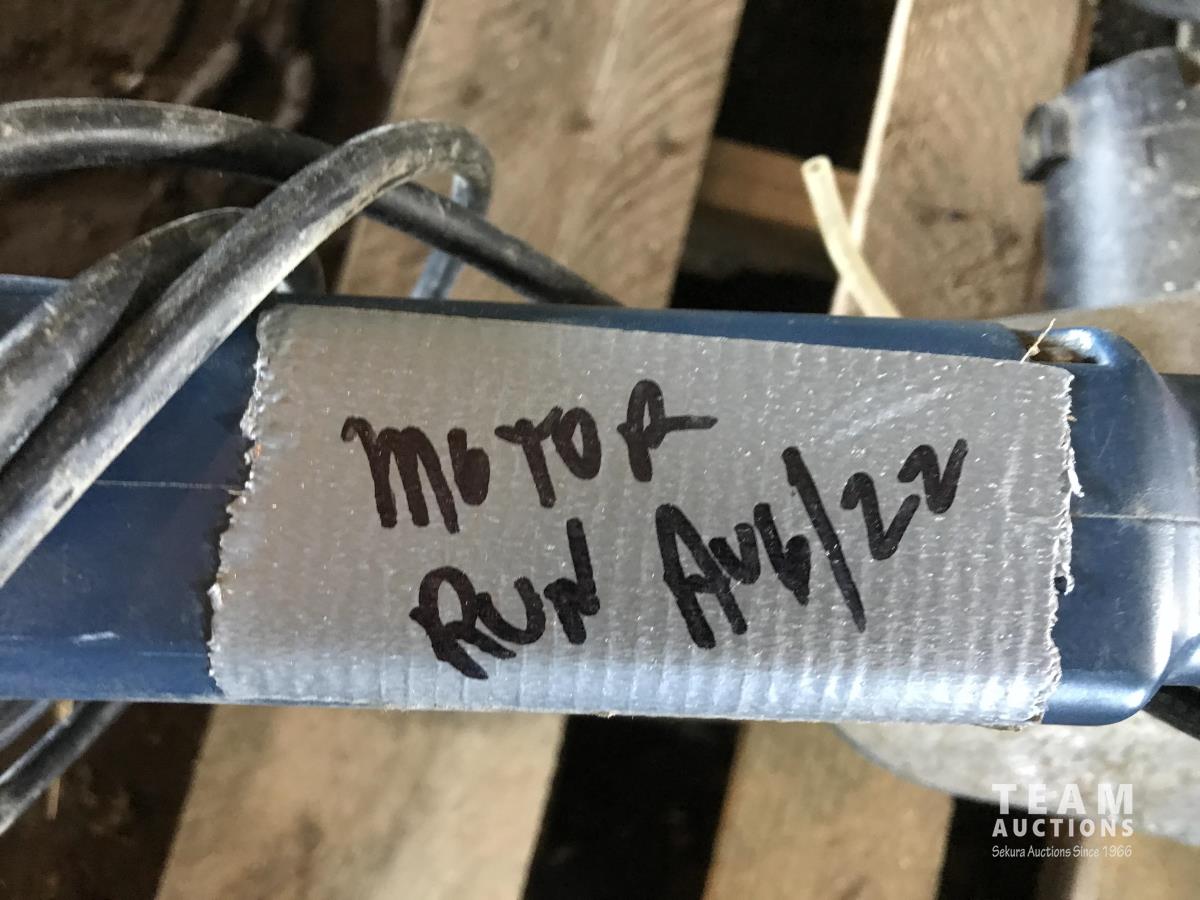 MOTOR
RUN AUG/22
TEAM
AUCTIONS
Sekura Auctions Since 1966